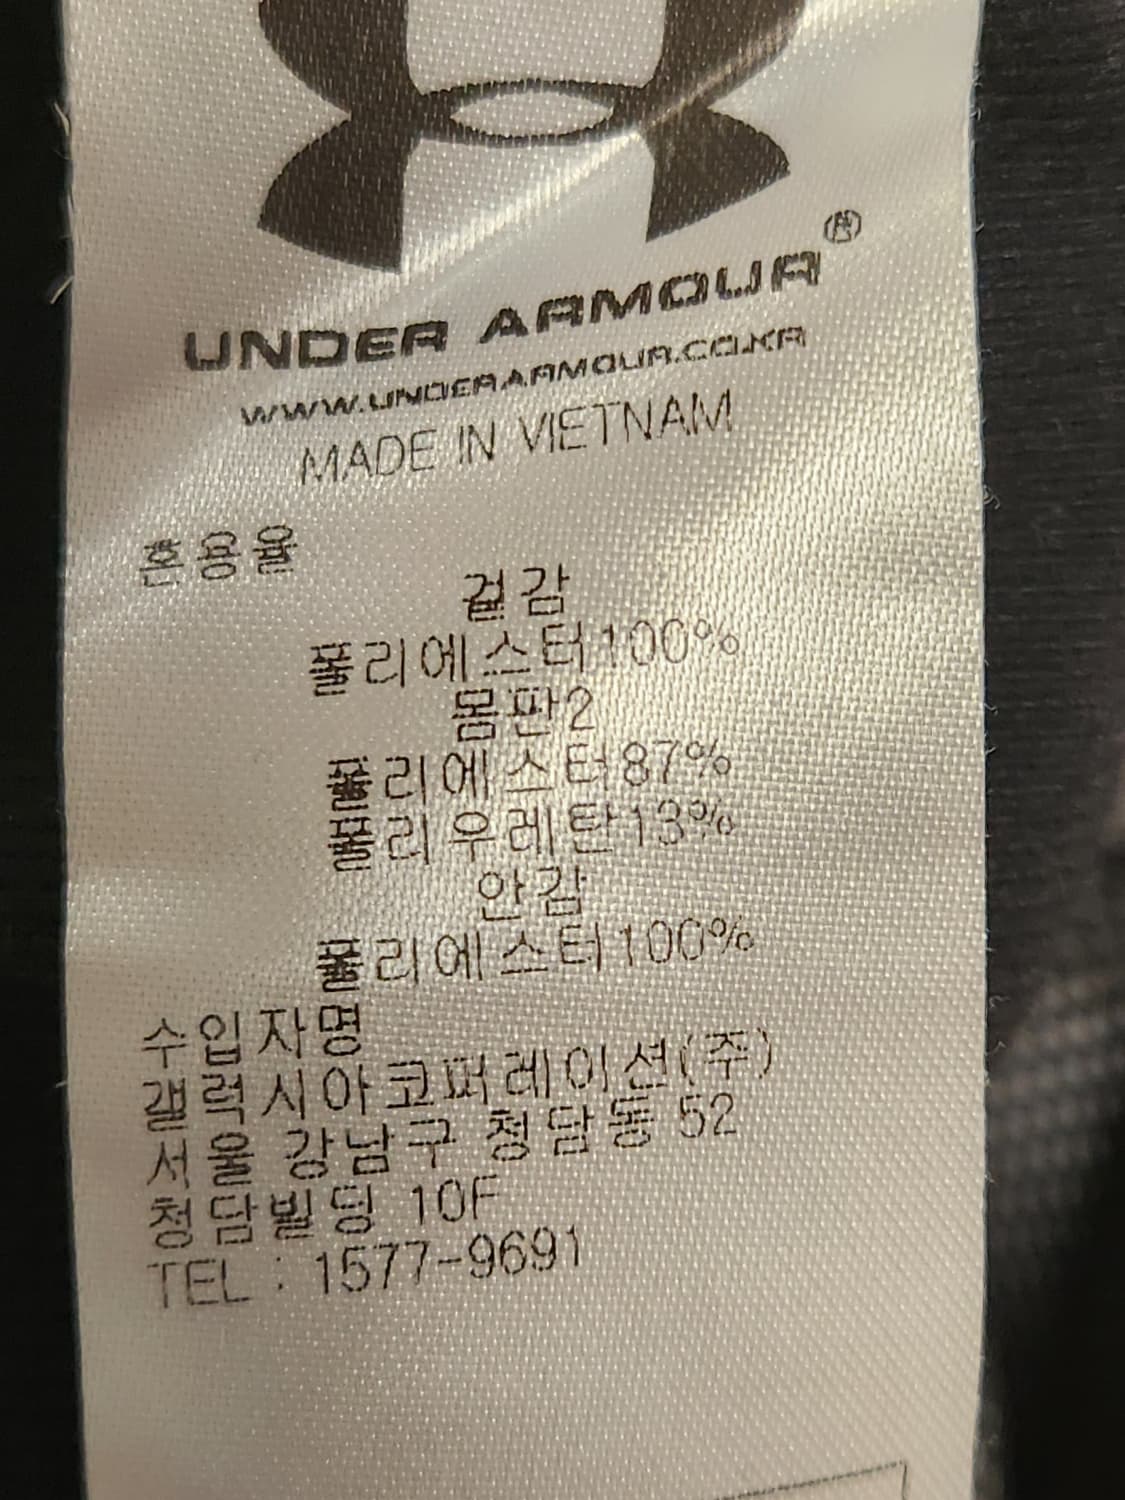 UNDER ARMOUR®
WWW.UNDERARMOUR.CO.KR
MADE IN VIETNAM
혼용율
겉감
폴리에스터100%
몸판2
폴리에스터87%
폴리우레탄13%
안감
폴리에스터100%
수입자명
갤럭시아코퍼레이션(주)
서울 강남구 청담동 52
청담빌딩 10F
TEL : 1577-9691